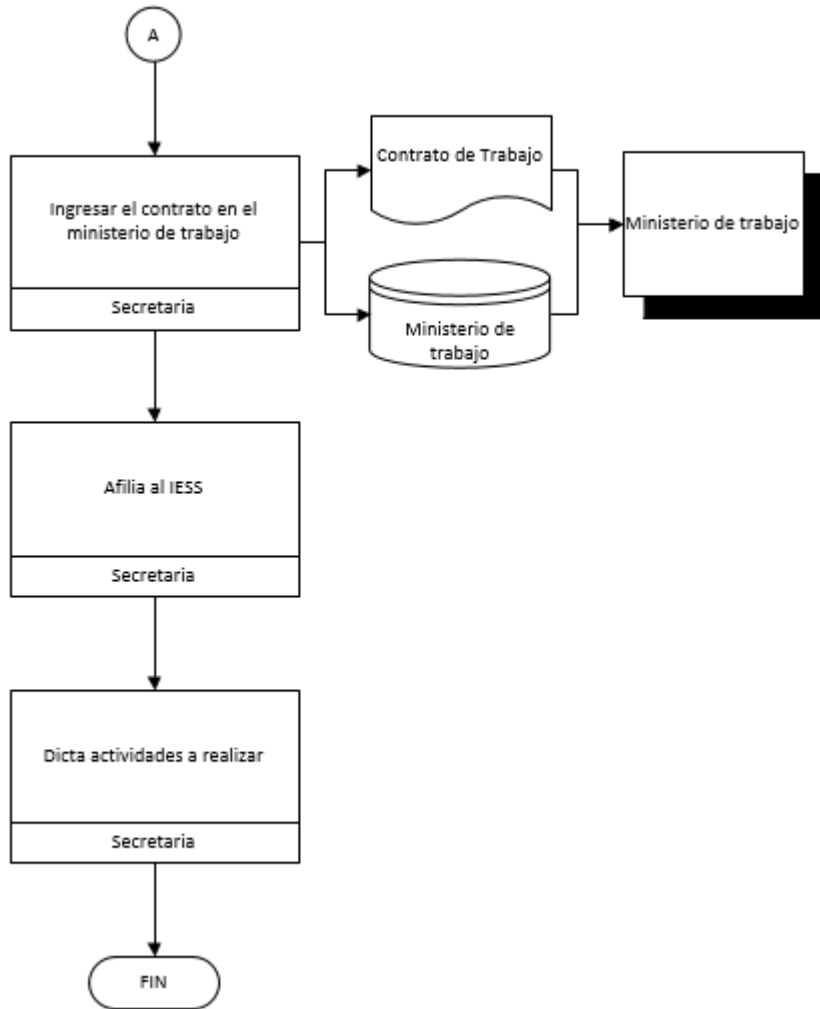 A
Ingresar el contrato en el
ministerio de trabajo
Secretaria
Contrato de Trabajo
Ministerio de
trabajo
Ministerio de trabajo
Afilia al IESS
Secretaria
Dicta actividades a realizar
Secretaria
FIN